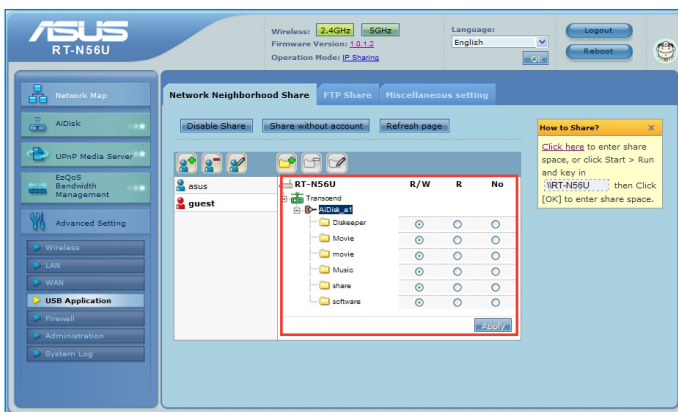 ASUS
RT-N56U
Wireless: 2.4GHz 5GHz
Firmware Version: 1.0.1.2
Operation Mode: IP Sharing
Language:
English
OK
Logout
Reboot
Network Map
AiDisk
UPnP Media Server
EzQoS
Bandwidth
Management
Advanced Setting
Wireless
LAN
WAN
USB Application
Firewall
Administration
System Log
Network Neighborhood Share FTP Share Miscellaneous setting
Disable Share Share without account Refresh page
asus
guest
RT-N56U R/W R No
Transcend
AiDisk_a1
Diskeeper
Movie
movie
Music
share
software
Apply
How to Share? X
Click here to enter share
space, or click Start > Run
and key in
\\RT-N56U then Click
[OK] to enter share space.